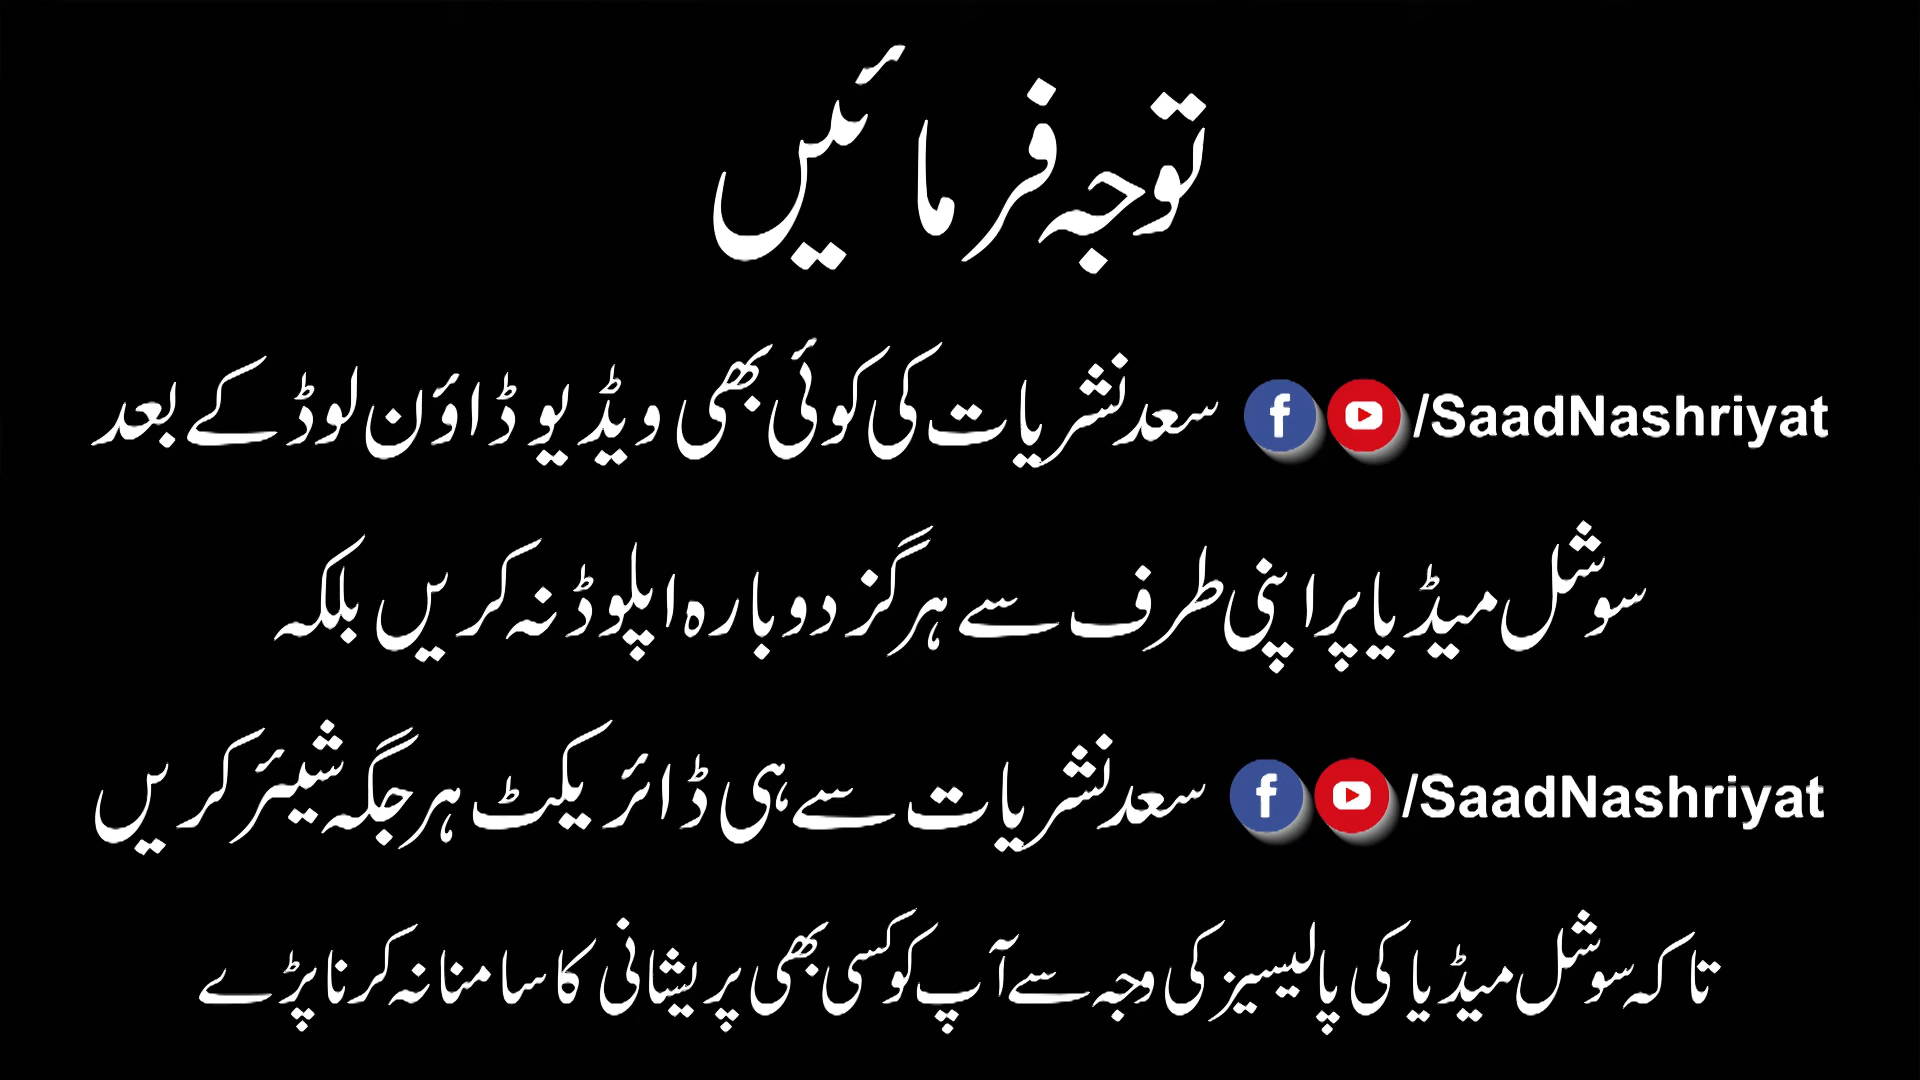 توجہ فرمائیں
/SaadNashriyat سعد نشریات کی کوئی بھی ویڈیو ڈاؤن لوڈ کے بعد
سوشل میڈیا پر اپنی طرف سے ہرگز دوبارہ اپلوڈ نہ کریں بلکہ
/SaadNashriyat سعد نشریات سے ہی ڈائریکٹ ہر جگہ شیئر کریں
تاکہ سوشل میڈیا کی پالیسیز کی وجہ سے آپ کو کسی بھی پریشانی کا سامنا نہ کرنا پڑے